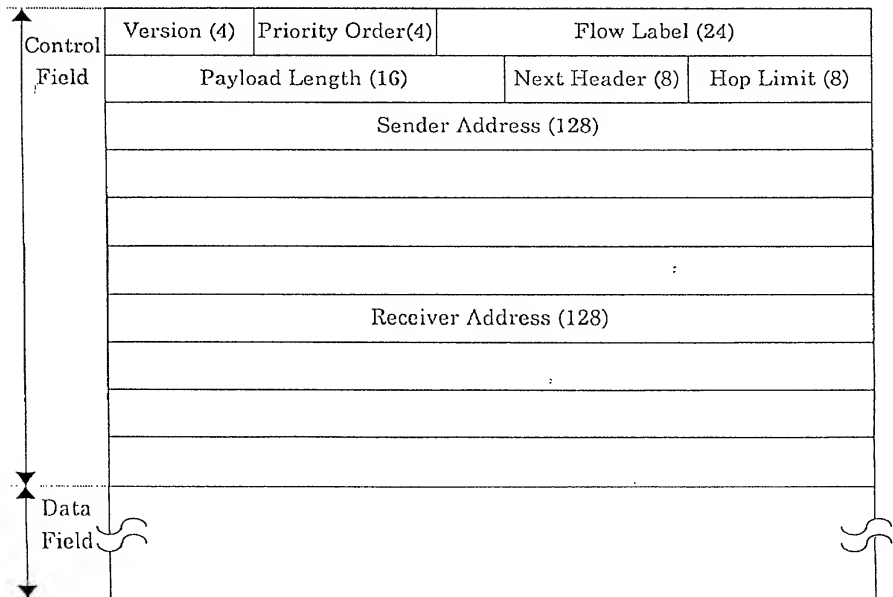 Control
Field
Version (4) Priority Order(4) Flow Label (24)
Payload Length (16) Next Header (8) Hop Limit (8)
Sender Address (128)
Receiver Address (128)
Data
Field